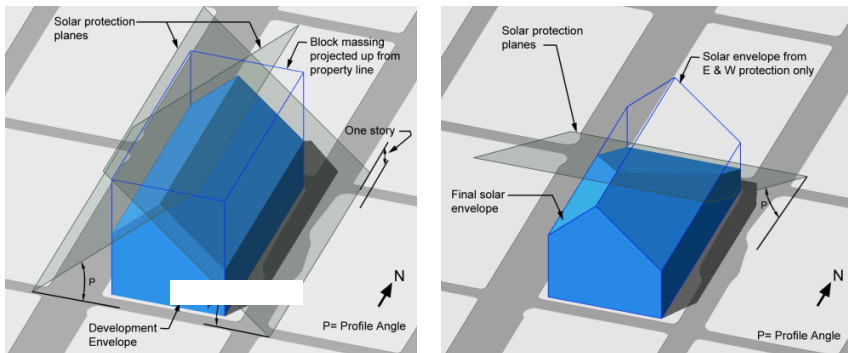 Solar protection
planes
Block massing
projected up from
property line
One story
P
P
Development
Envelope
N
P= Profile Angle
Solar protection
planes
Solar envelope from
E & W protection only
Final solar
envelope
P
N
P= Profile Angle